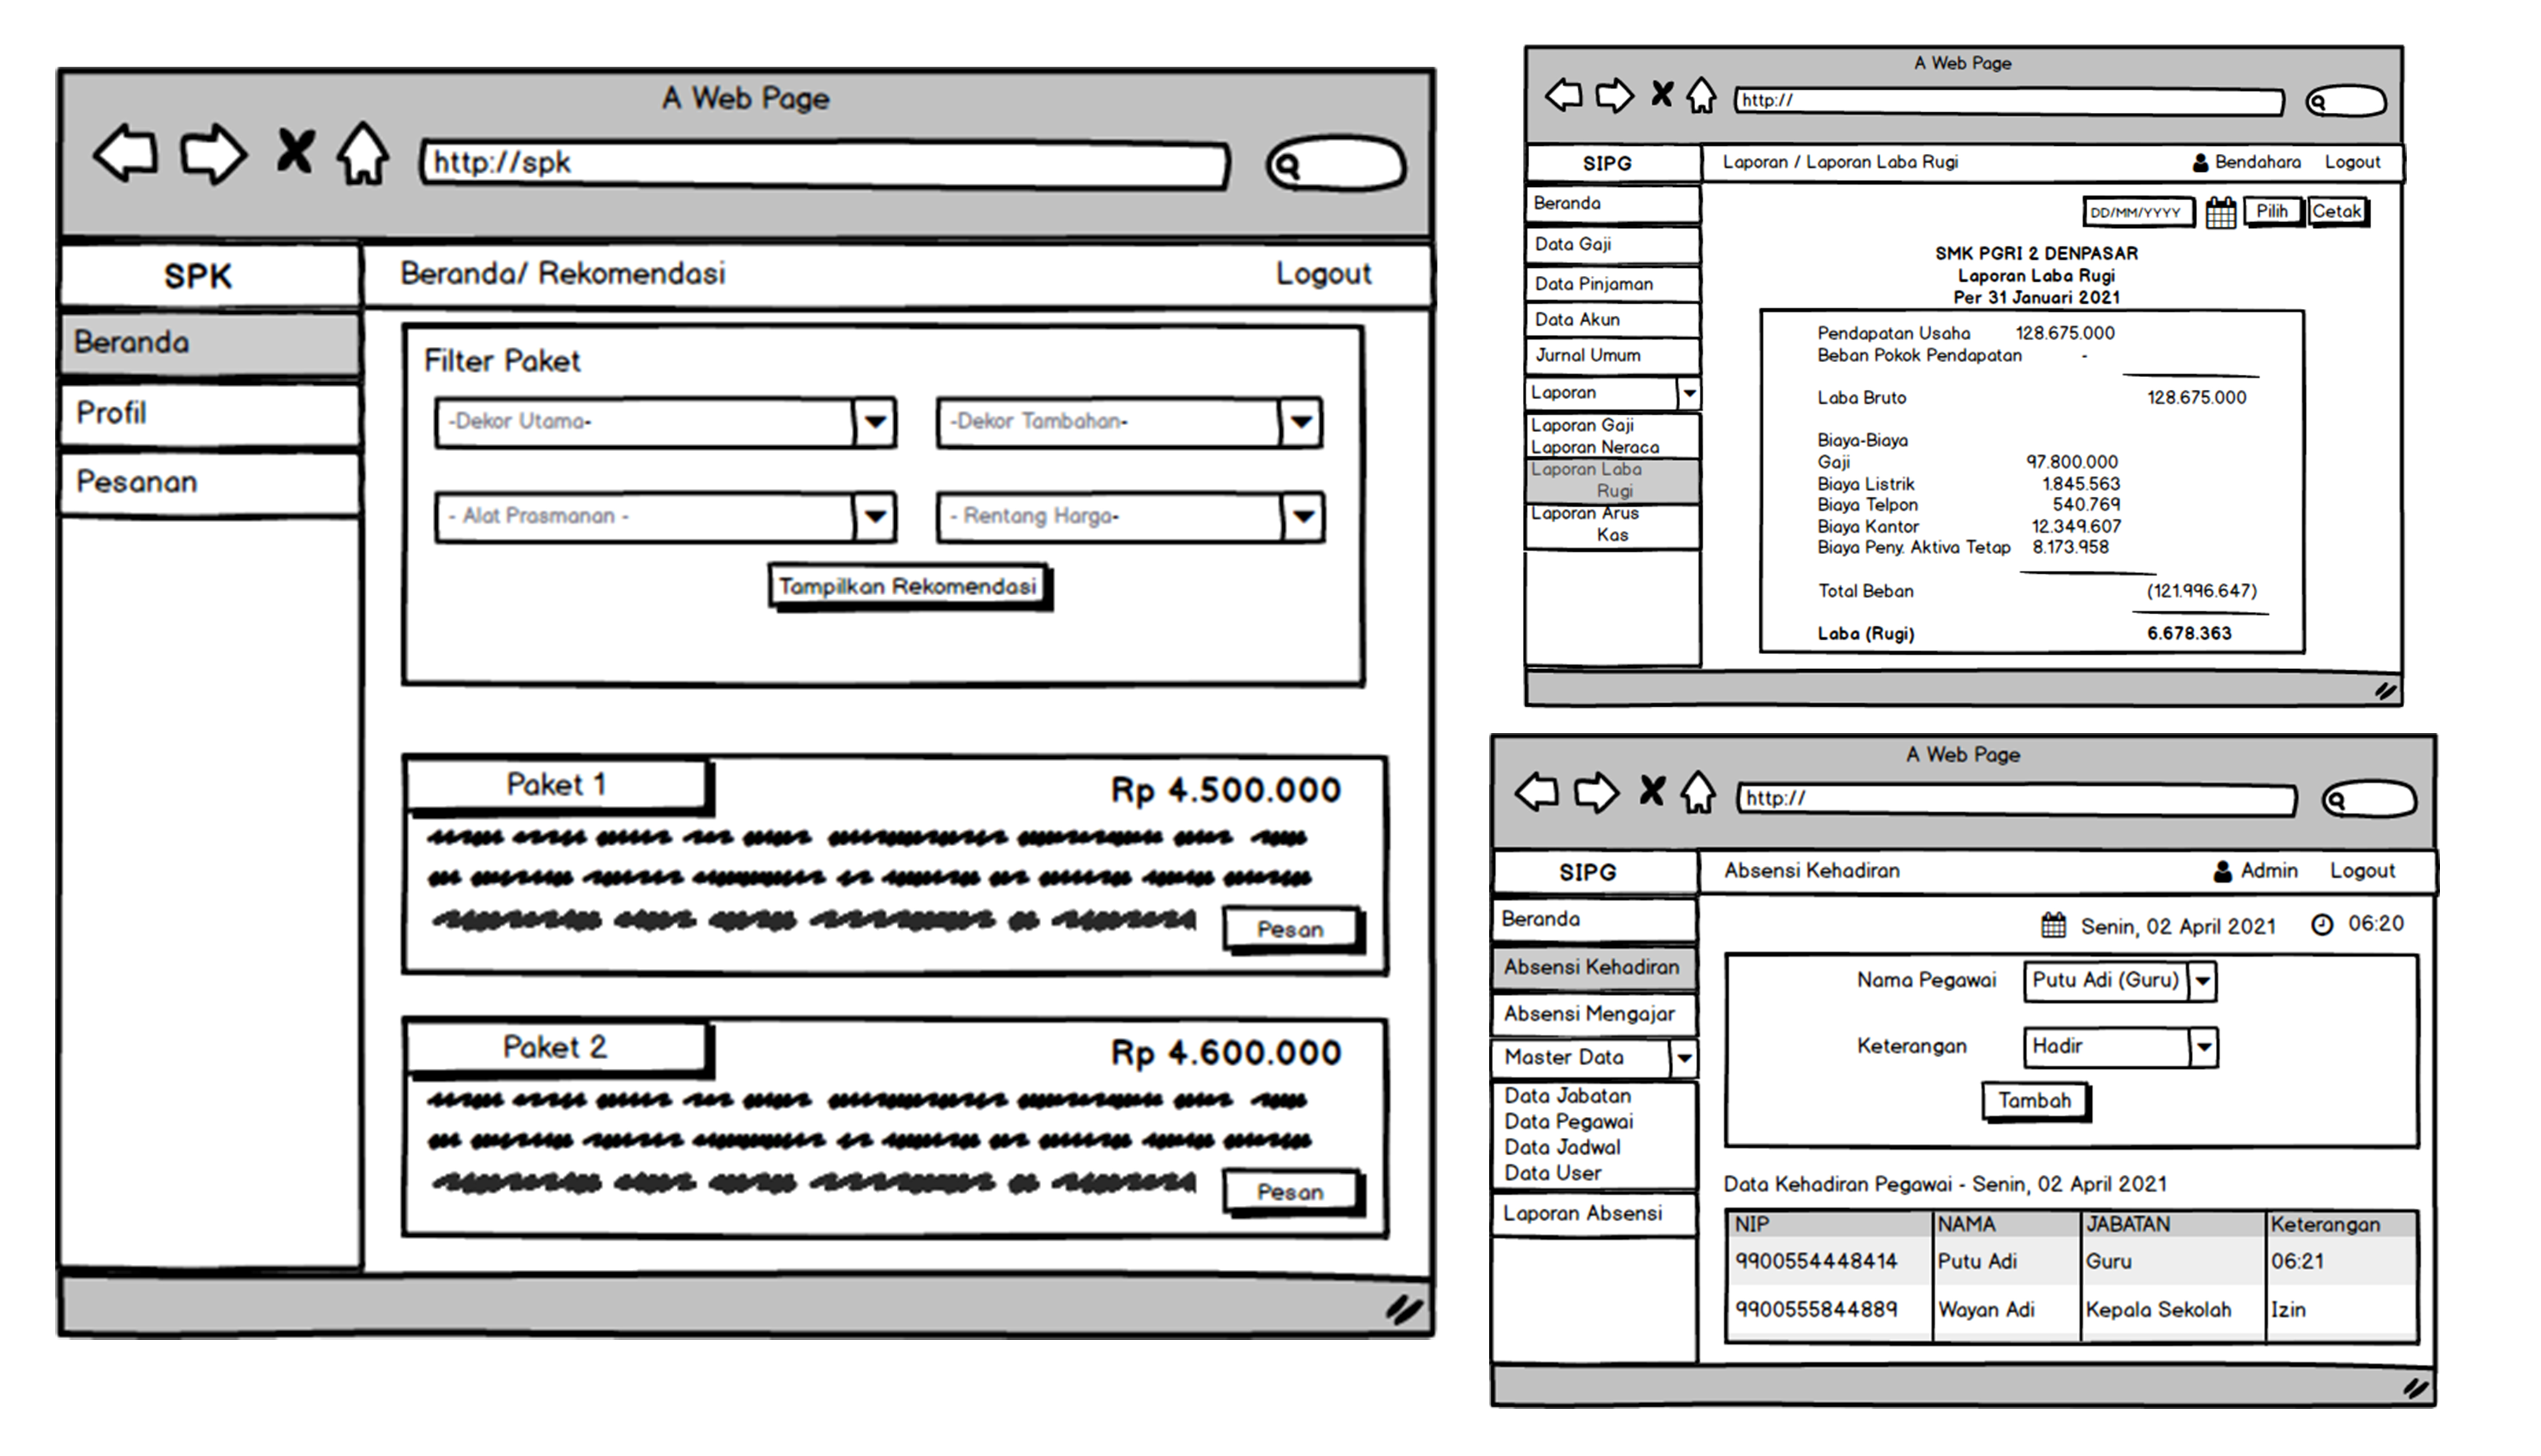 A Web Page
http://spk
SPK
Beranda/ Rekomendasi
Logout
Beranda
Profil
Pesanan
Filter Paket
-Dekor Utama-
-Dekor Tambahan-
- Alat Prasmanan -
- Rentang Harga-
Tampilkan Rekomendasi
Paket 1
Rp 4.500.000
Pesan
Paket 2
Rp 4.600.000
Pesan
A Web Page
http://
SIPG
Laporan / Laporan Laba Rugi
Bendahara
Logout
Beranda
Data Gaji
Data Pinjaman
Data Akun
Jurnal Umum
Laporan
Laporan Gaji
Laporan Neraca
Laporan Laba
Rugi
Laporan Arus
Kas
DD/MM/YYYY
Pilih
Cetak
SMK PGRI 2 DENPASAR
Laporan Laba Rugi
Per 31 Januari 2021
Pendapatan Usaha 128.675.000
Beban Pokok Pendapatan -
Laba Bruto 128.675.000
Biaya-Biaya
Gaji 97.800.000
Biaya Listrik 1.845.563
Biaya Telpon 540.769
Biaya Kantor 12.349.607
Biaya Peny. Aktiva Tetap 8.173.958
Total Beban (121.996.647)
Laba (Rugi) 6.678.363
A Web Page
http://
SIPG
Absensi Kehadiran
Admin
Logout
Beranda
Absensi Kehadiran
Absensi Mengajar
Master Data
Data Jabatan
Data Pegawai
Data Jadwal
Data User
Laporan Absensi
Senin, 02 April 2021
06:20
Nama Pegawai Putu Adi (Guru)
Keterangan Hadir
Tambah
Data Kehadiran Pegawai - Senin, 02 April 2021
NIP NAMA JABATAN Keterangan
9900554448414 Putu Adi Guru 06:21
9900555844889 Wayan Adi Kepala Sekolah Izin